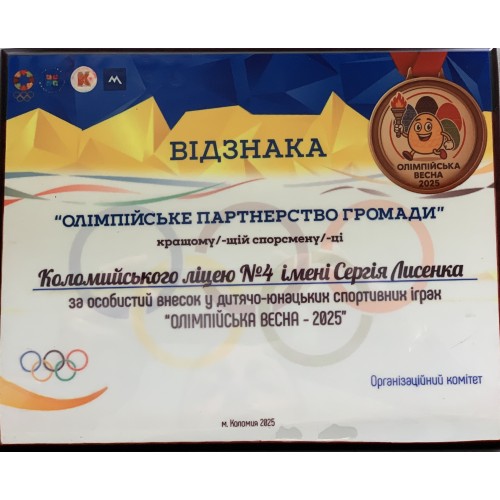 ВІДЗНАКА
ОЛІМПІЙСЬКА
ВЕСНА
2025
"ОЛІМПІЙСЬКЕ ПАРТНЕРСТВО ГРОМАДИ"
кращому/-щій спорсмену/-ці
Коломийського ліцею №4 імені Сергія Лисенка
за особистий внесок у дитячо-юнацьких спортивних іграх
"ОЛІМПІЙСЬКА ВЕСНА - 2025"
Організаційний комітет
м. Коломия 2025